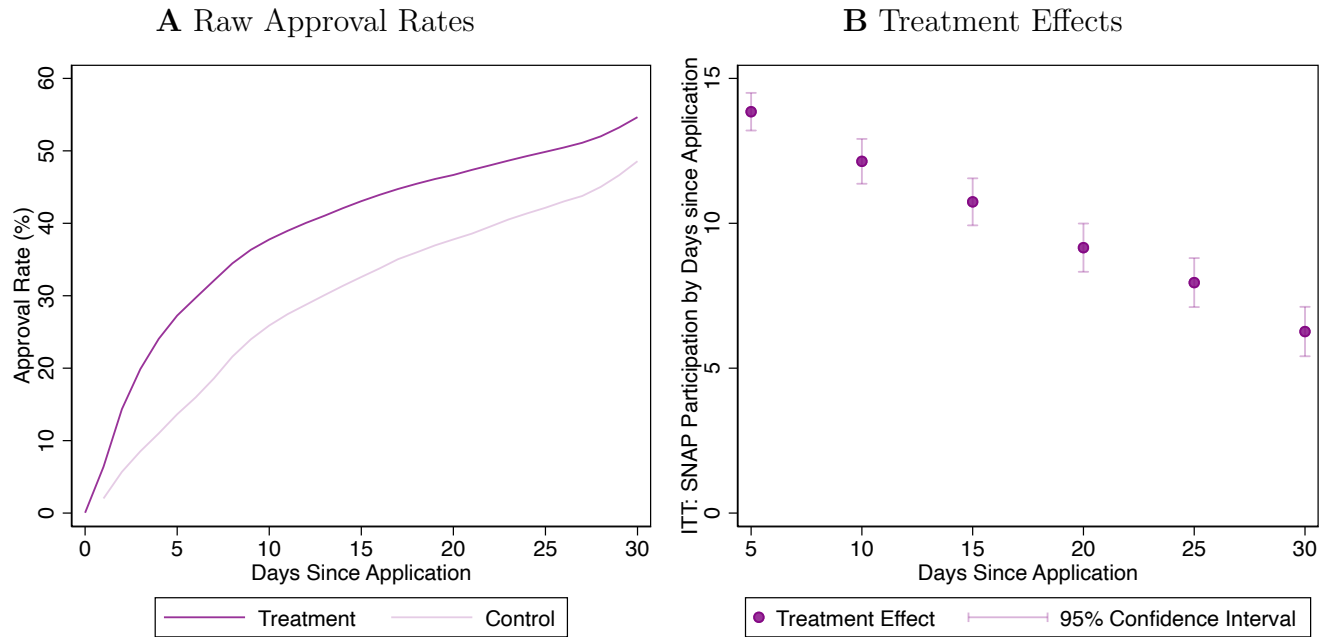 A Raw Approval Rates
60
50
40
30
20
10
0
Approval Rate (%)
0 5 10 15 20 25 30
Days Since Application
Treatment Control
B Treatment Effects
15
10
5
0
ITT: SNAP Participation by Days since Application
5 10 15 20 25 30
Days Since Application
Treatment Effect 95% Confidence Interval